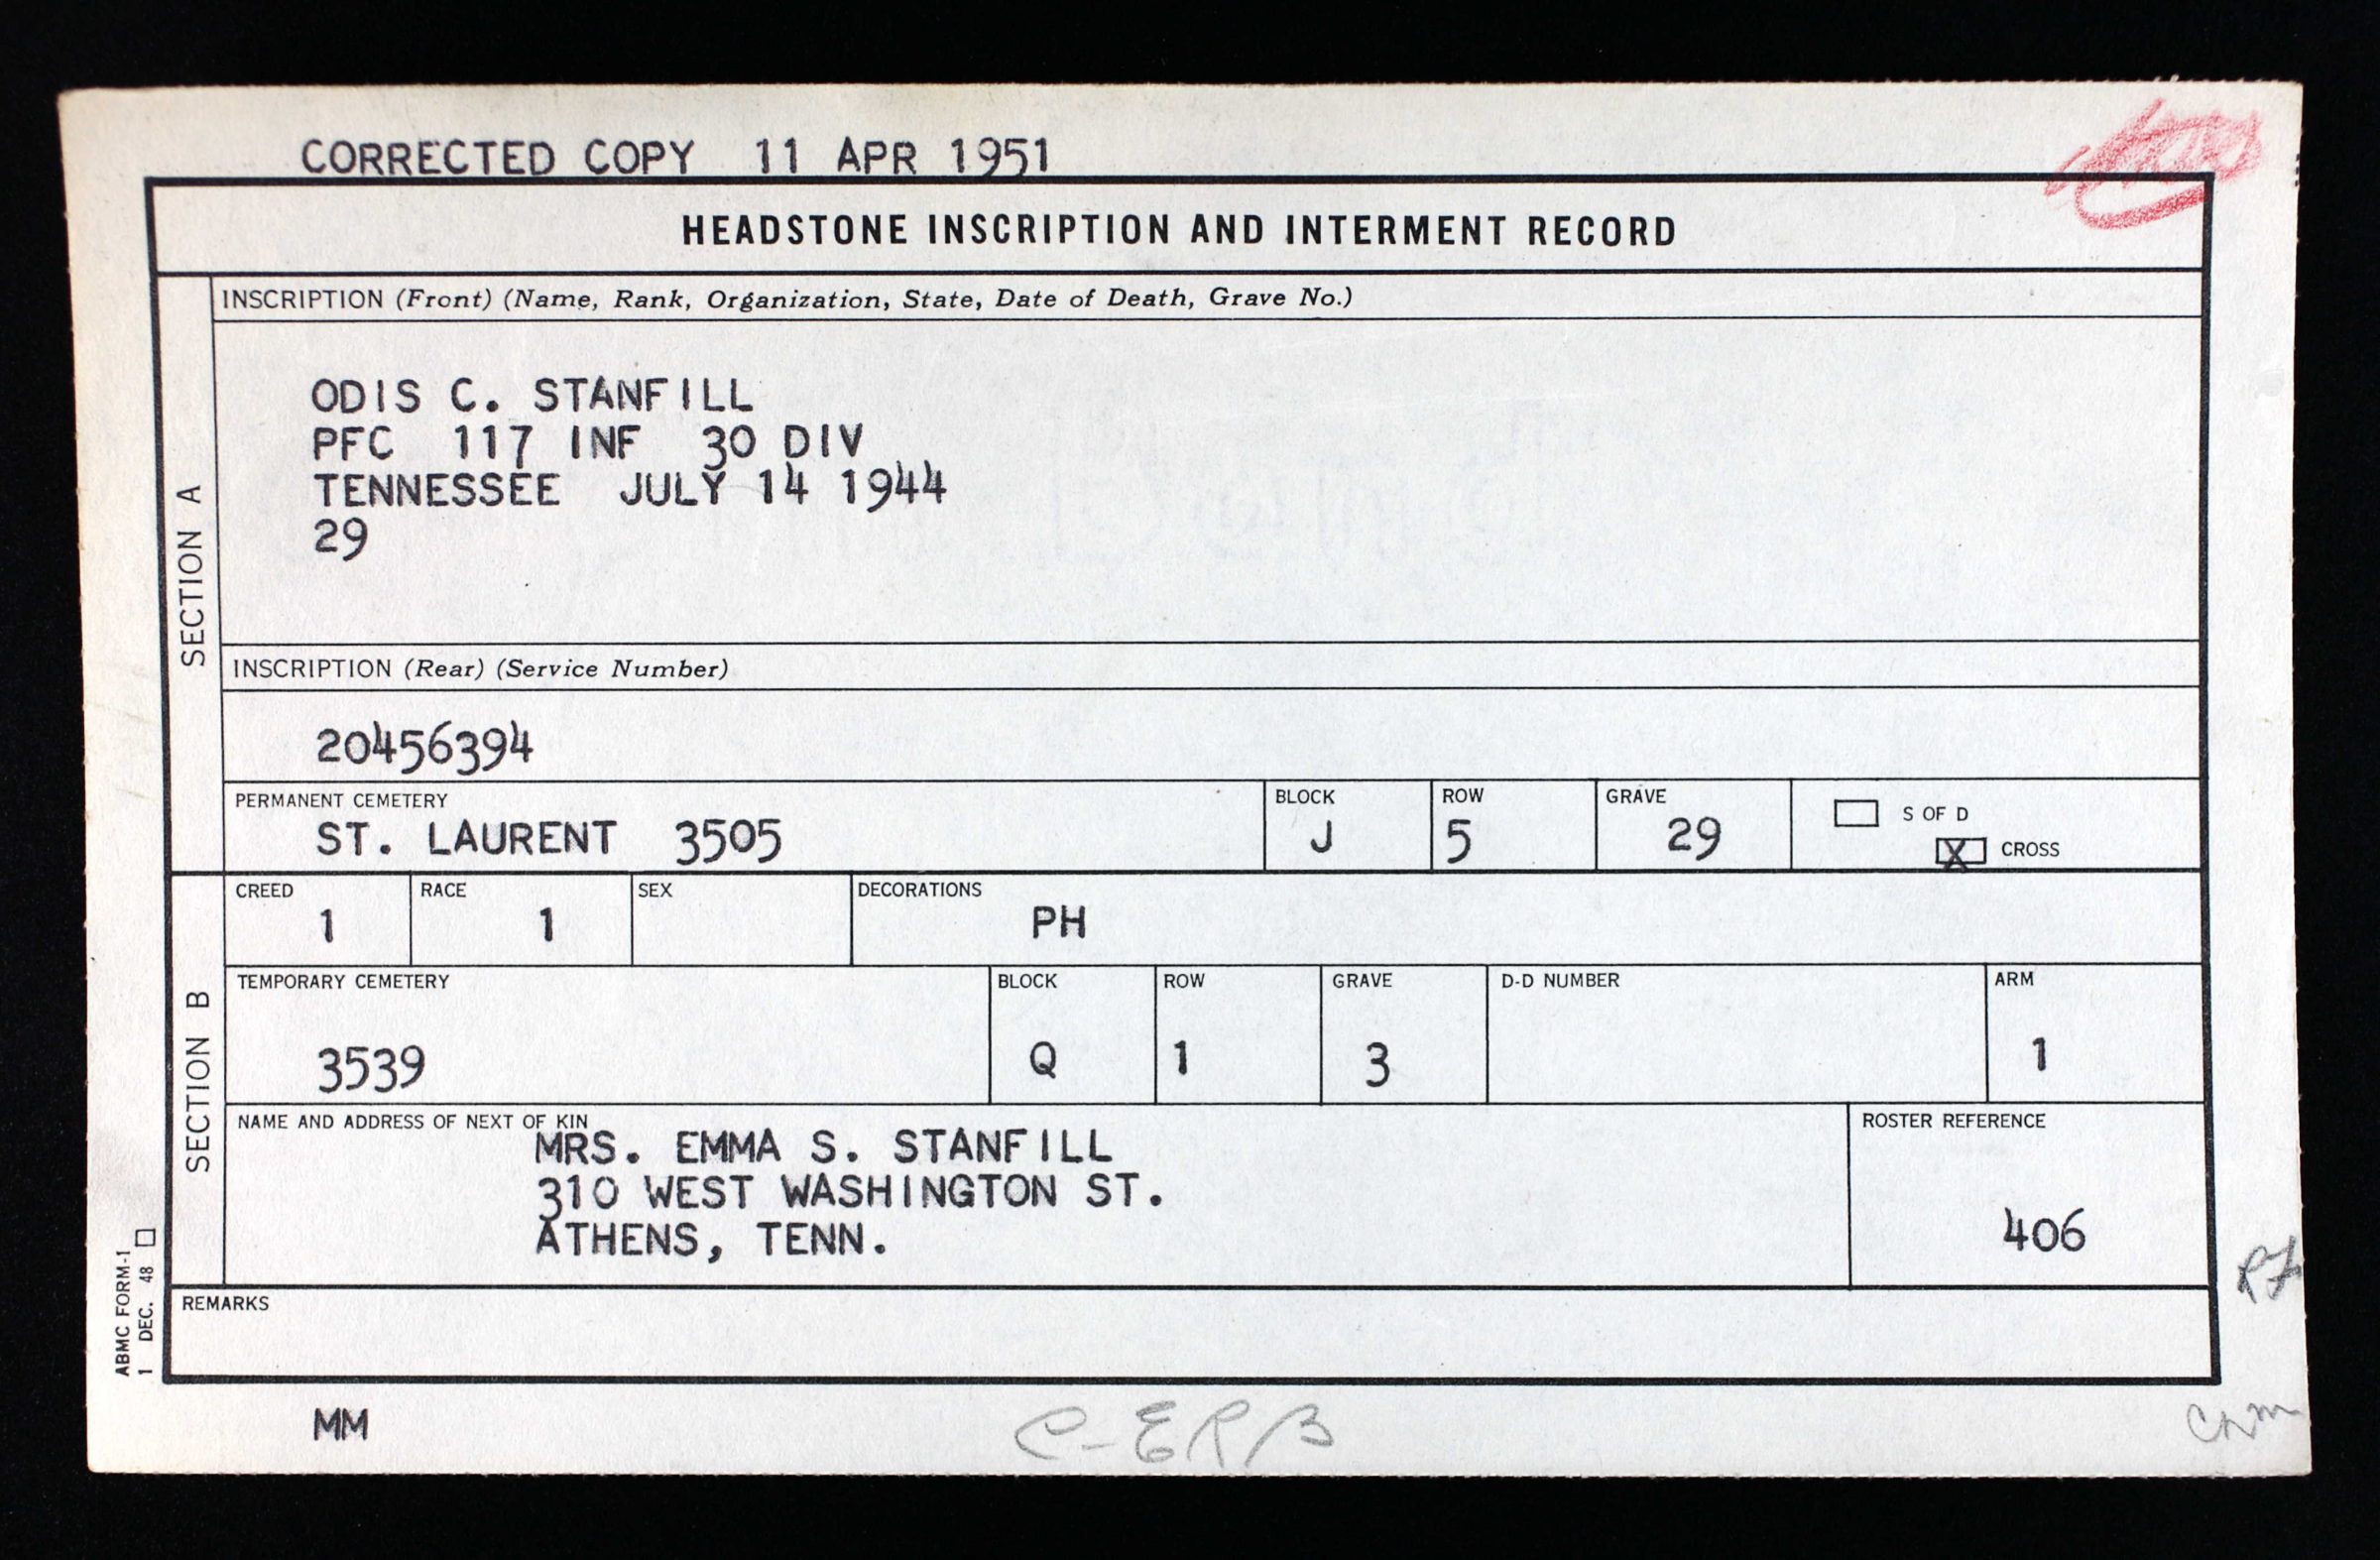 CORRECTED COPY 11 APR 1951
HEADSTONE INSCRIPTION AND INTERMENT RECORD
SECTION A
INSCRIPTION (Front) (Name, Rank, Organization, State, Date of Death, Grave No.)
ODIS C. STANFILL
PFC 117 INF 30 DIV
TENNESSEE JULY 14 1944
29
INSCRIPTION (Rear) (Service Number)
20456394
PERMANENT CEMETERY BLOCK ROW GRAVE S OF D
ST. LAURENT 3505 J 5 29 X CROSS
SECTION B
CREED RACE SEX DECORATIONS
1 1 PH
TEMPORARY CEMETERY BLOCK ROW GRAVE D-D NUMBER ARM
3539 Q 1 3 1
NAME AND ADDRESS OF NEXT OF KIN ROSTER REFERENCE
MRS. EMMA S. STANFILL
310 WEST WASHINGTON ST. 406
ATHENS, TENN.
REMARKS
ABMC FORM-1
1 DEC. 48
MM
C-ERB